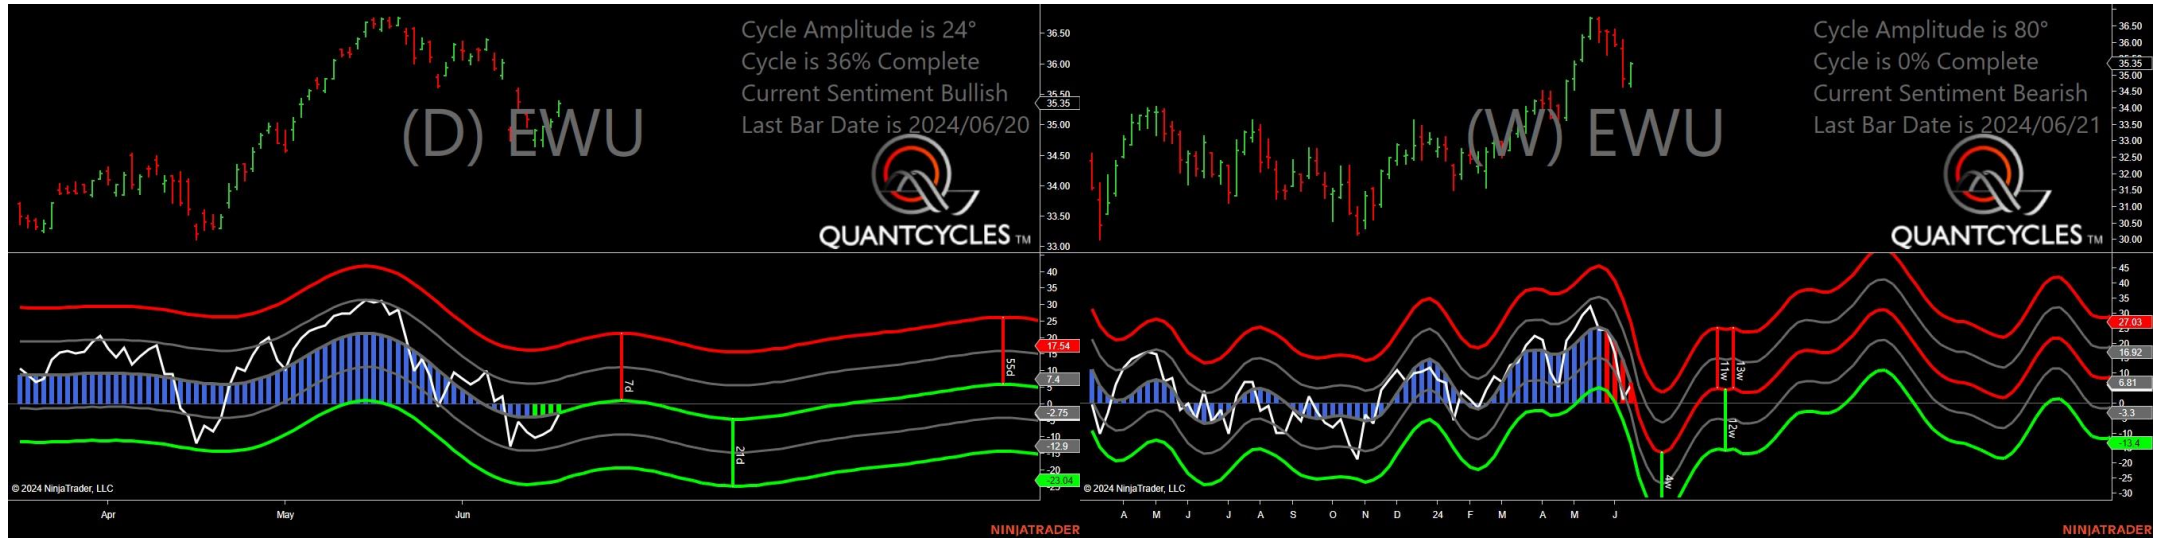 Cycle Amplitude is 24°
Cycle is 36% Complete
Current Sentiment Bullish
Last Bar Date is 2024/06/20
(D) EWU
QUANTCYCLES TM
36.50
36.00
35.50
35.35
35.00
34.50
34.00
33.50
33.00
40
35
30
25
20
17.54
15
10
7.4
5
0
-2.75
-5
-10
-12.9
-15
-20
-23.04
-25
7d
21d
55d
© 2024 NinjaTrader, LLC
Apr
May
Jun
NINJATRADER
Cycle Amplitude is 80°
Cycle is 0% Complete
Current Sentiment Bearish
Last Bar Date is 2024/06/21
(W) EWU
QUANTCYCLES TM
36.50
36.00
35.35
35.00
34.50
34.00
33.50
33.00
32.50
32.00
31.50
31.00
30.50
30.00
45
40
35
30
27.03
25
20
16.92
15
10
6.81
5
0
-3.3
-5
-10
-13.4
-15
-20
-25
-30
4w
11w
12w
13w
© 2024 NinjaTrader, LLC
A
M
J
J
A
S
O
N
D
24
F
M
A
M
J
NINJATRADER